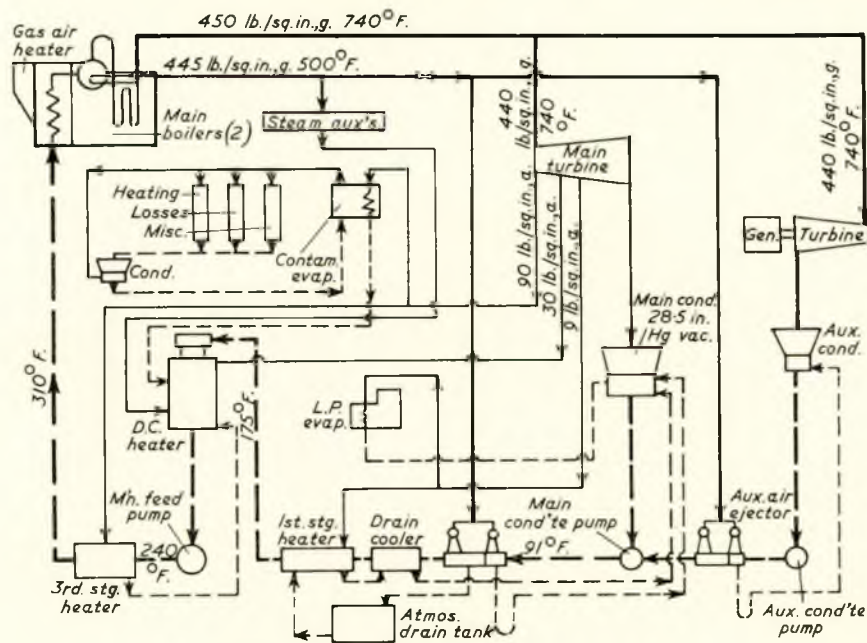 450 lb./sq.in.,g. 740°F.
Gas air
heater
445 lb./sq.in.,g. 500°F.
Main
boilers(2)
Steam aux's.
440 lb./sq.in.,g.
740°F.
440 lb./sq.in.,g
740°F.
Main
turbine
Heating
Losses
Misc.
Contam.
evap.
Cond.
90 lb./sq.in.,a.
30 lb./sq.in.,a.
9 lb./sq.in.,a.
Gen.
Turbine
Main cond.
28·5 in.
/Hg vac.
Aux.
cond.
310°F.
D.C.
heater
175°F.
L.P.
evap.
M'n. feed
pump
240
°F.
3rd. stg.
heater
1st. stg.
heater
Drain
cooler
Main
cond'te pump
91°F.
Aux. air
ejector
Atmos.
drain tank
Aux. cond'te
pump